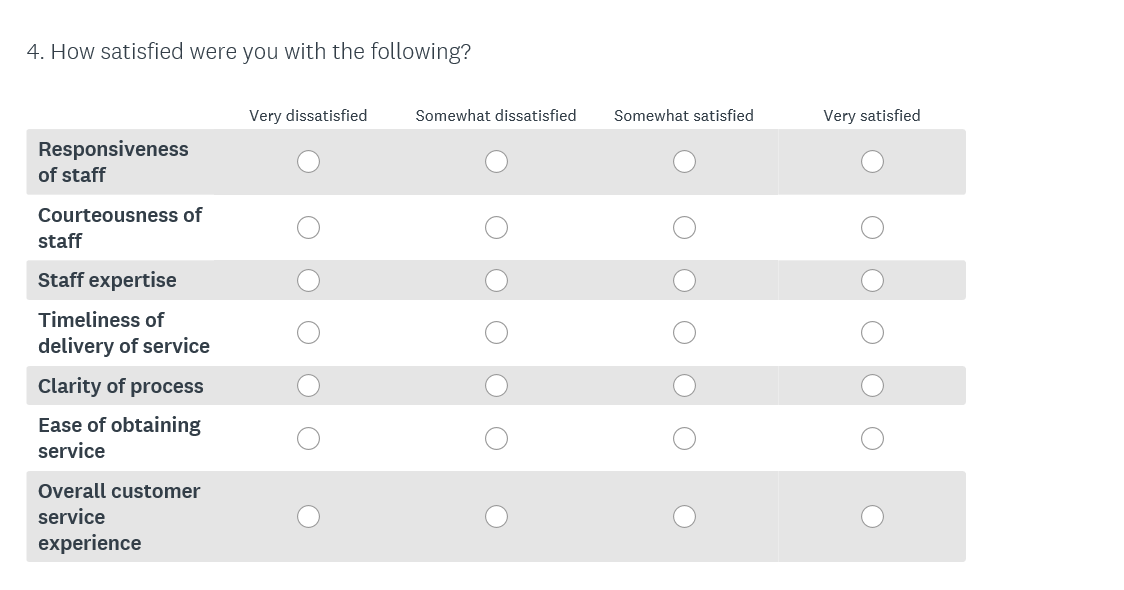 4. How satisfied were you with the following?
Very dissatisfied Somewhat dissatisfied Somewhat satisfied Very satisfied
Responsiveness
of staff
Courteousness of
staff
Staff expertise
Timeliness of
delivery of service
Clarity of process
Ease of obtaining
service
Overall customer
service
experience